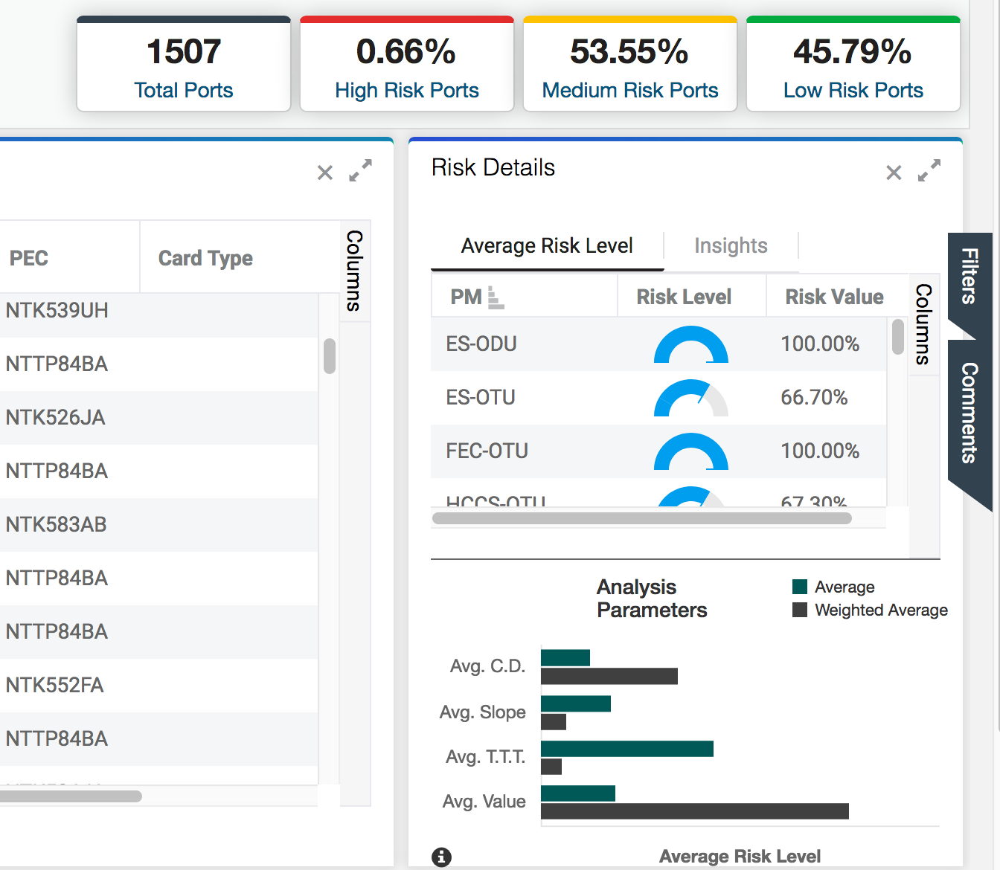 1507
Total Ports
0.66%
High Risk Ports
53.55%
Medium Risk Ports
45.79%
Low Risk Ports
PEC
Card Type
Columns
NTK539UH
NTTP84BA
NTK526JA
NTTP84BA
NTK583AB
NTTP84BA
NTTP84BA
NTK552FA
NTTP84BA
Risk Details
Average Risk Level
Insights
PM
Risk Level
Risk Value
Columns
ES-ODU
100.00%
ES-OTU
66.70%
FEC-OTU
100.00%
HCCS-OTU
67.30%
Filters
Comments
Analysis
Parameters
Average
Weighted Average
Avg. C.D.
Avg. Slope
Avg. T.T.T.
Avg. Value
Average Risk Level